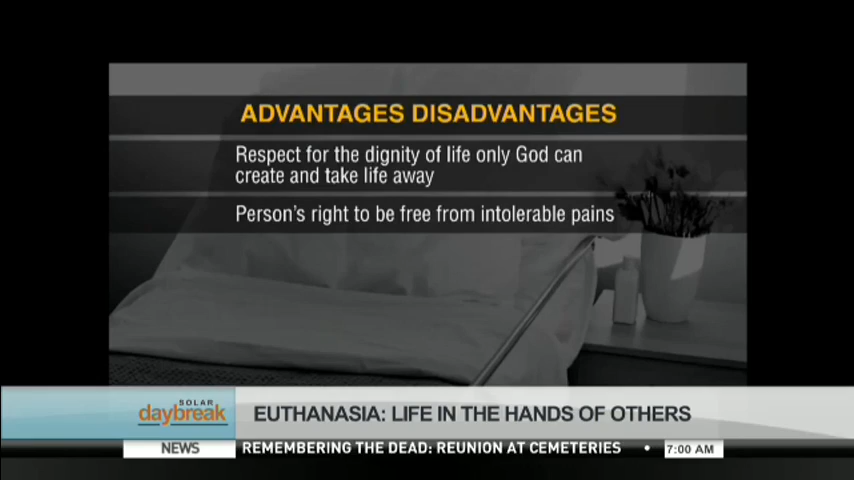 ADVANTAGES DISADVANTAGES
Respect for the dignity of life only God can
create and take life away
Person's right to be free from intolerable pains
SOLAR
daybreak
EUTHANASIA: LIFE IN THE HANDS OF OTHERS
NEWS
REMEMBERING THE DEAD: REUNION AT CEMETERIES
7:00 AM